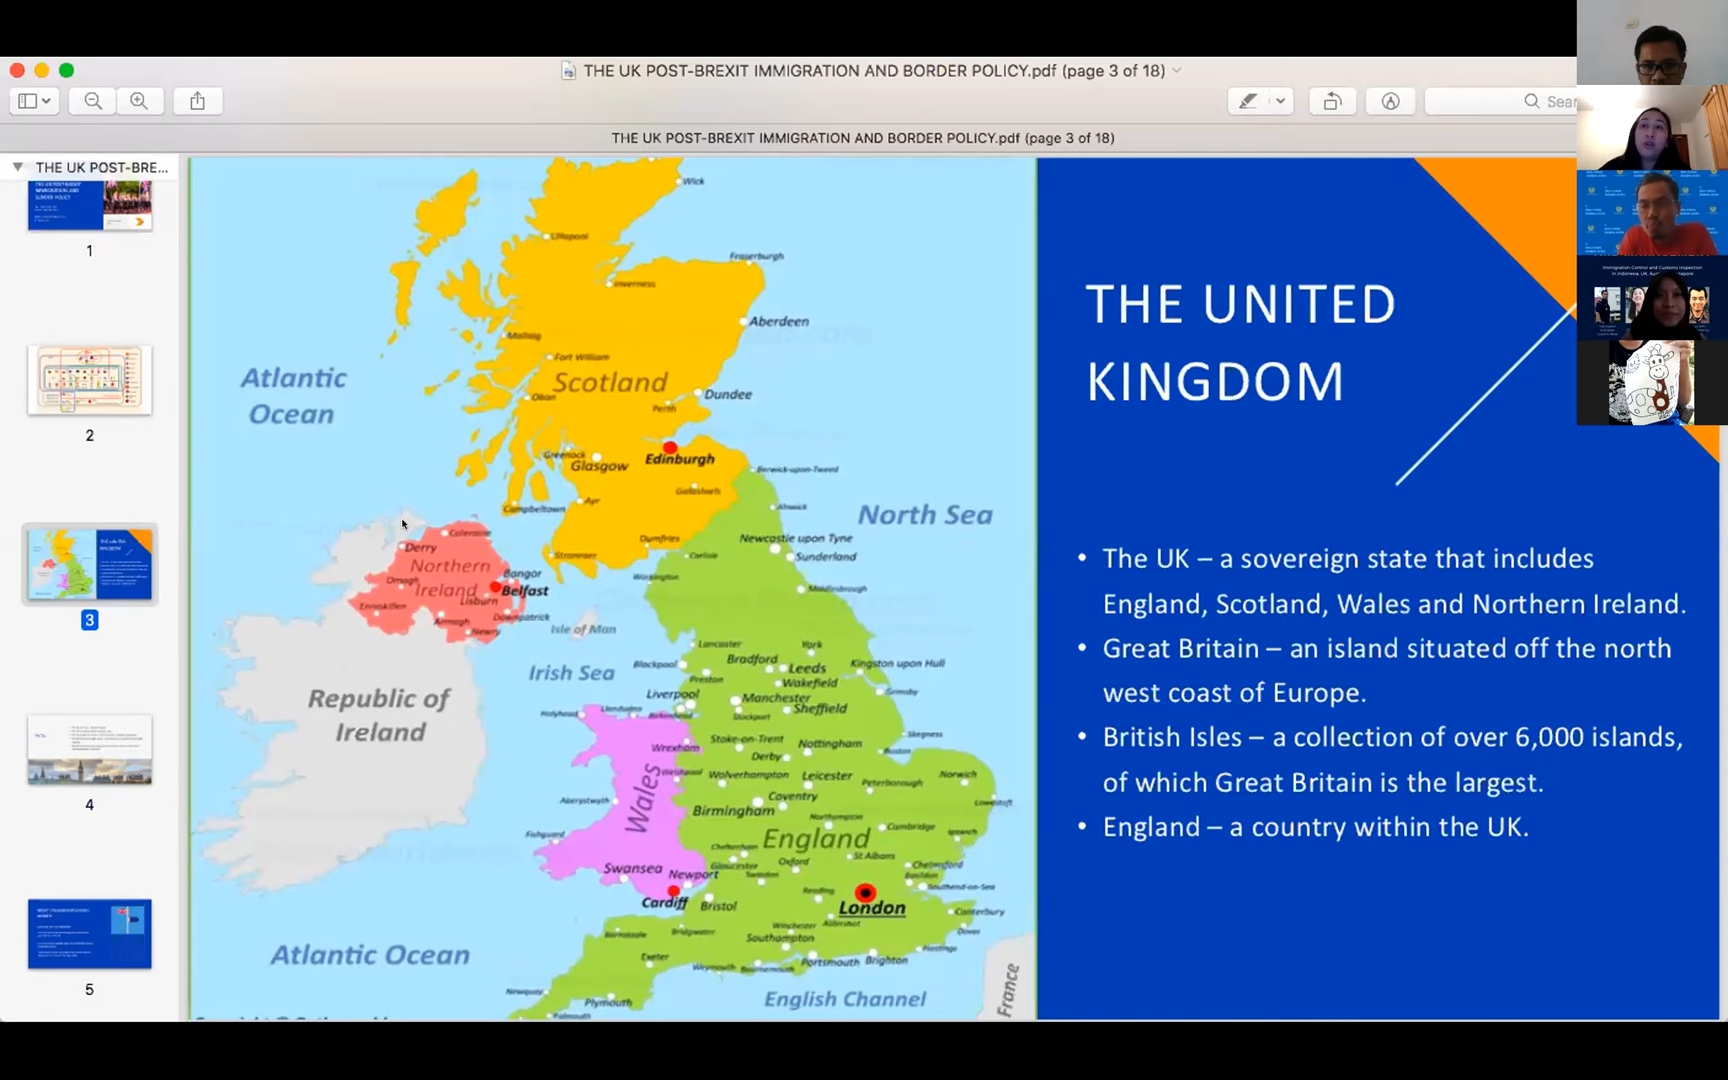 THE UK POST-BREXIT IMMIGRATION AND BORDER POLICY.pdf (page 3 of 18)
THE UK POST-BREXIT IMMIGRATION AND BORDER POLICY.pdf (page 3 of 18)
THE UK POST-BRE...
1
2
3
4
5
Immigration Control and Customs Inspection
Wick
Ullapool
Fraserburgh
Inverness
Aberdeen
Mallaig
Fort William
Atlantic
Ocean
Scotland
Oban
Dundee
Perth
Greenock
Glasgow
Edinburgh
Berwick-upon-Tweed
Galashiels
Campbeltown
Ayr
Alnwick
North Sea
Coleraine
Derry
Stranraer
Dumfries
Newcastle upon Tyne
Carlisle
Sunderland
Northern
Ireland
Bangor
Omagh
Belfast
Workington
Middlesbrough
Lisburn
Enniskillen
Armagh
Downpatrick
Newry
Isle of Man
Lancaster
York
Irish Sea
Blackpool
Bradford
Leeds
Kingston upon Hull
Preston
Wakefield
Republic of
Ireland
Liverpool
Manchester
Grimsby
Holyhead
Llandudno
Birkenhead
Stockport
Sheffield
Wrexham
Stoke-on-Trent
Nottingham
Skegness
Boston
Derby
Wales
Welshpool
Wolverhampton
Leicester
Peterborough
Norwich
Aberystwyth
Birmingham
Coventry
Lowestoft
Northampton
Cambridge
Ipswich
Fishguard
England
Cheltenham
Gloucester
Oxford
St Albans
Chelmsford
Swansea
Newport
Swindon
Basildon
Southend-on-Sea
Reading
Cardiff
Bristol
London
Canterbury
Barnstaple
Bridgwater
Winchester
Aldershot
Dover
Southampton
Hastings
Atlantic Ocean
Exeter
Weymouth
Bournemouth
Portsmouth
Brighton
Newquay
Plymouth
English Channel
Falmouth
France
THE UNITED
KINGDOM
• The UK – a sovereign state that includes
England, Scotland, Wales and Northern Ireland.
• Great Britain – an island situated off the north
west coast of Europe.
• British Isles – a collection of over 6,000 islands,
of which Great Britain is the largest.
• England – a country within the UK.